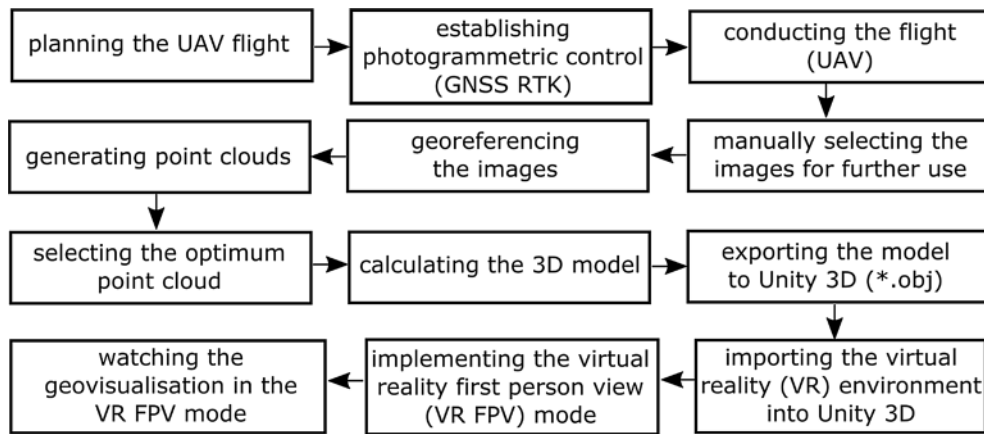 planning the UAV flight
establishing
photogrammetric control
(GNSS RTK)
conducting the flight
(UAV)
manually selecting the
images for further use
georeferencing
the images
generating point clouds
selecting the optimum
point cloud
calculating the 3D model
exporting the model
to Unity 3D (*.obj)
importing the virtual
reality (VR) environment
into Unity 3D
implementing the virtual
reality first person view
(VR FPV) mode
watching the
geovisualisation in the
VR FPV mode